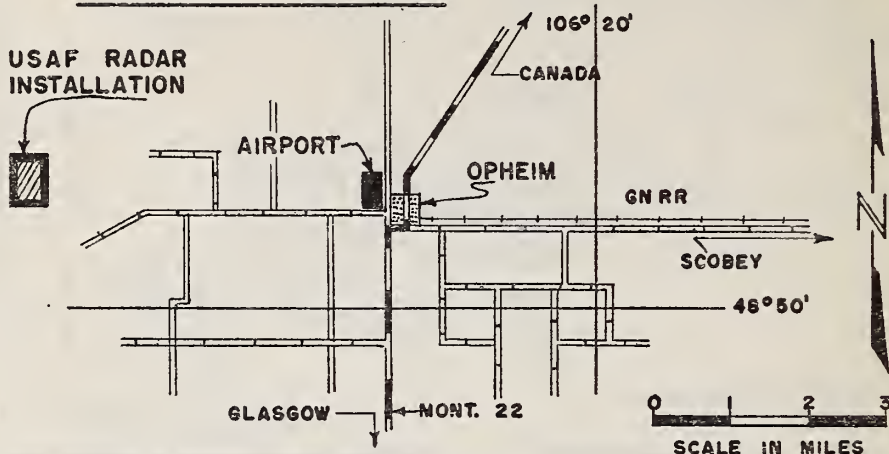 106° 20'
USAF RADAR
INSTALLATION
CANADA
AIRPORT
OPHEIM
GN RR
N
SCOBEY
48°50'
GLASGOW
MONT. 22
0 1 2 3
SCALE IN MILES